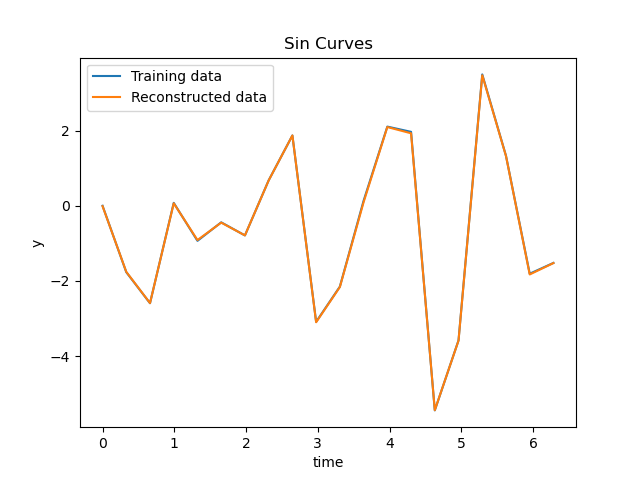 Sin Curves
Training data
Reconstructed data
2
0
−2
−4
y
0 1 2 3 4 5 6
time